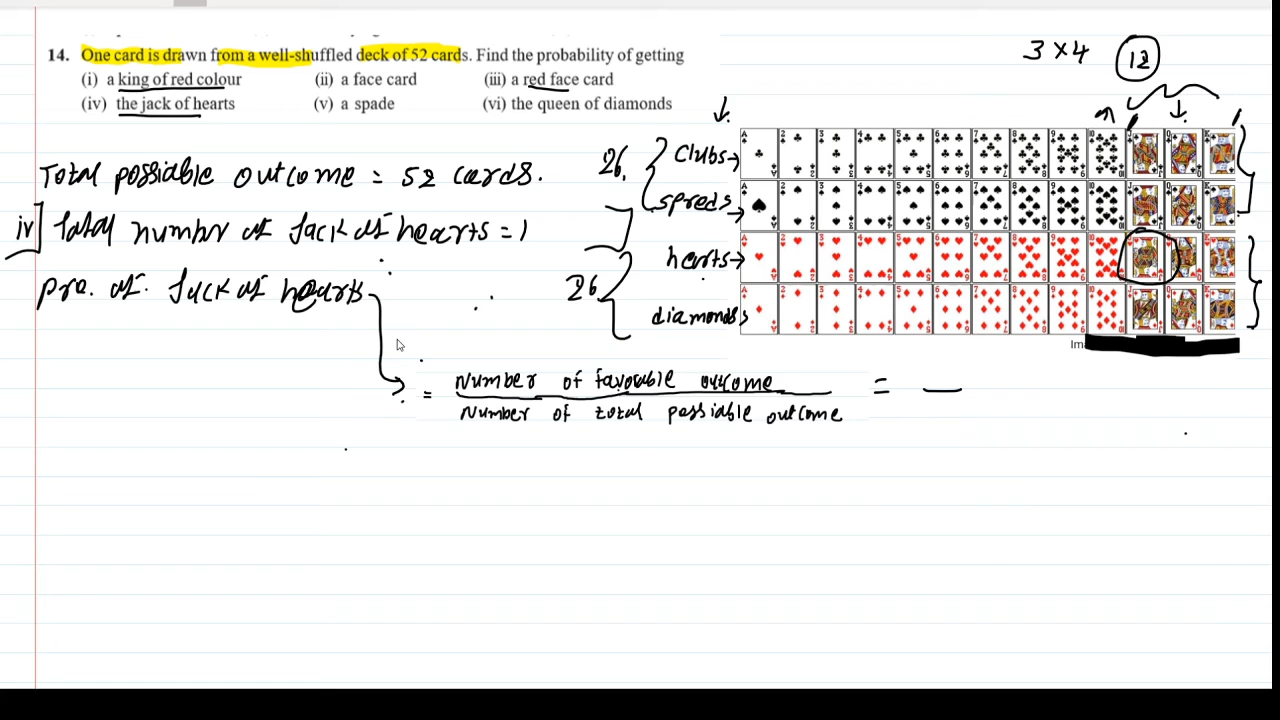 14. One card is drawn from a well-shuffled deck of 52 cards. Find the probability of getting
(i) a king of red colour (ii) a face card (iii) a red face card
(iv) the jack of hearts (v) a spade (vi) the queen of diamonds
3 × 4 12
Total possiable outcome = 52 cards.
26. Clubs→
spreds→
iv] Total number of Jack of hearts = 1
hearts→
Pro. of. Jack of hearts
26 diamonds
Ima
? = Number of favouable outcome = —
Number of total possiable outcome